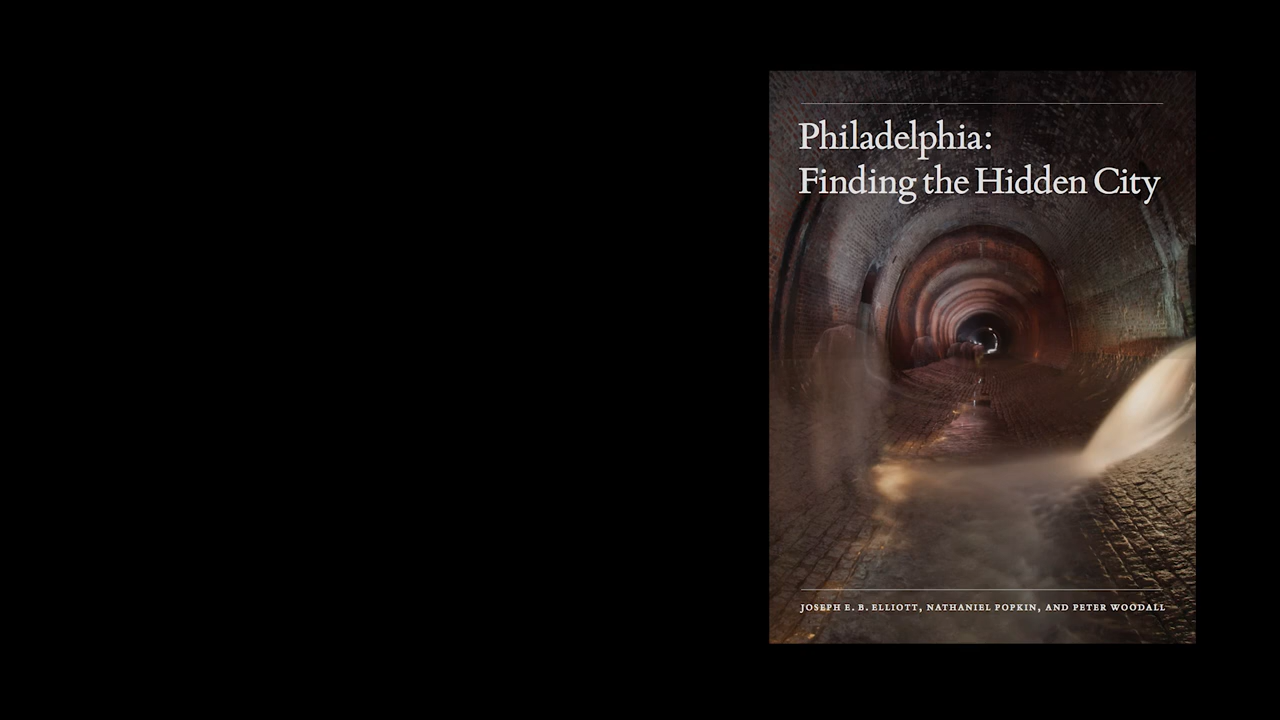 Philadelphia:
Finding the Hidden City
JOSEPH E. B. ELLIOTT, NATHANIEL POPKIN, AND PETER WOODALL